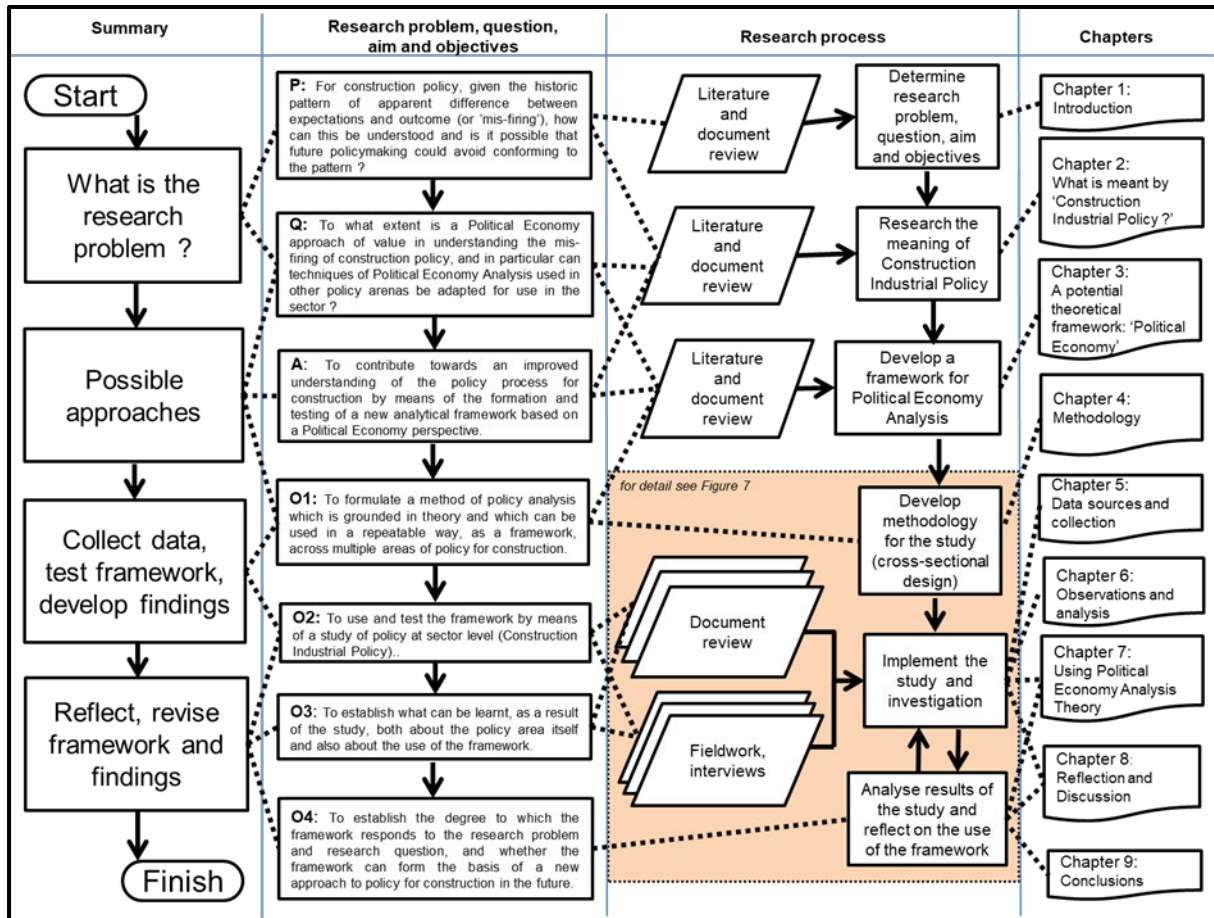 Summary
Research problem, question,
aim and objectives
Research process
Chapters
Start
What is the
research
problem ?
Possible
approaches
Collect data,
test framework,
develop findings
Reflect, revise
framework and
findings
Finish
P: For construction policy, given the historic
pattern of apparent difference between
expectations and outcome (or 'mis-firing'), how
can this be understood and is it possible that
future policymaking could avoid conforming to
the pattern ?
Q: To what extent is a Political Economy
approach of value in understanding the mis-
firing of construction policy, and in particular can
techniques of Political Economy Analysis used in
other policy arenas be adapted for use in the
sector ?
A: To contribute towards an improved
understanding of the policy process for
construction by means of the formation and
testing of a new analytical framework based on
a Political Economy perspective.
O1: To formulate a method of policy analysis
which is grounded in theory and which can be
used in a repeatable way, as a framework,
across multiple areas of policy for construction.
O2: To use and test the framework by means
of a study of policy at sector level (Construction
Industrial Policy)..
O3: To establish what can be learnt, as a result
of the study, both about the policy area itself
and also about the use of the framework.
O4: To establish the degree to which the
framework responds to the research problem
and research question, and whether the
framework can form the basis of a new
approach to policy for construction in the future.
Literature
and
document
review
Determine
research
problem,
question, aim
and objectives
Literature
and
document
review
Research the
meaning of
Construction
Industrial Policy
Literature
and
document
review
Develop a
framework for
Political Economy
Analysis
for detail see Figure 7
Develop
methodology
for the study
(cross-sectional
design)
Document
review
Implement the
study and
investigation
Fieldwork,
interviews
Analyse results
of the study and
reflect on the use
of the framework
Chapter 1:
Introduction
Chapter 2:
What is meant by
'Construction
Industrial Policy ?'
Chapter 3:
A potential
theoretical
framework: 'Political
Economy'
Chapter 4:
Methodology
Chapter 5:
Data sources and
collection
Chapter 6:
Observations and
analysis
Chapter 7:
Using Political
Economy Analysis
Theory
Chapter 8:
Reflection and
Discussion
Chapter 9:
Conclusions